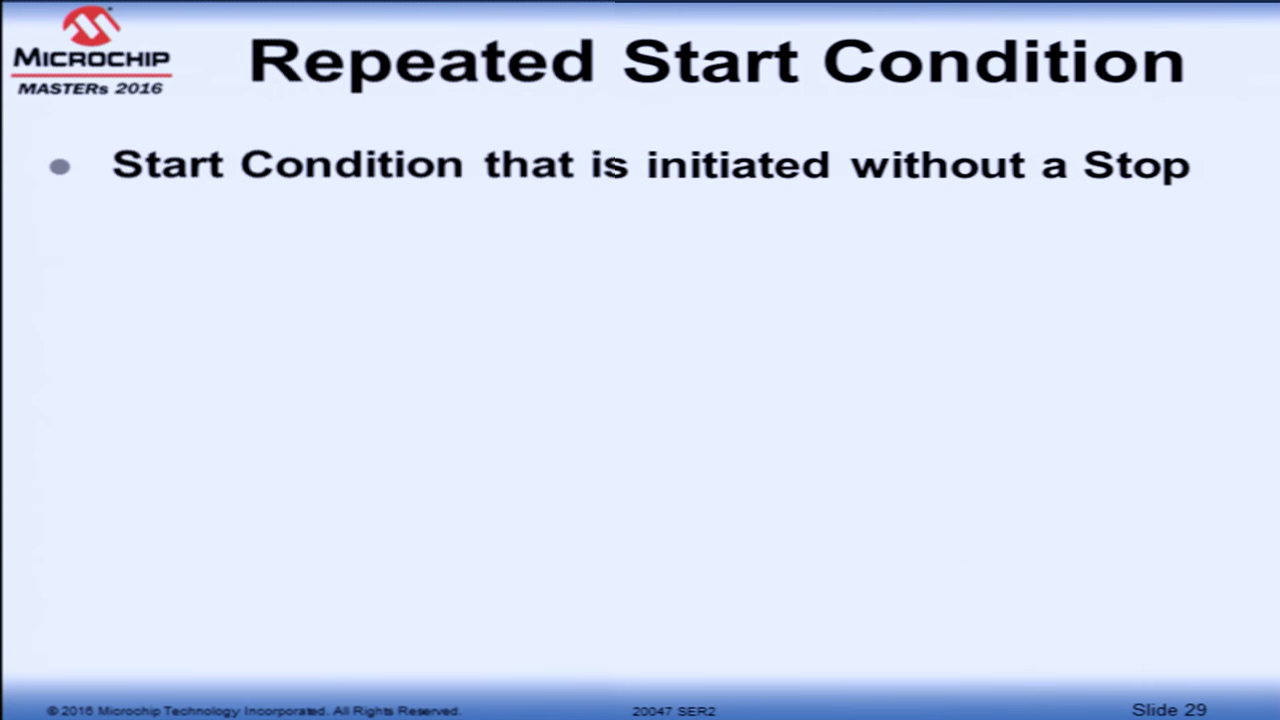 MICROCHIP
MASTERs 2016
Repeated Start Condition
● Start Condition that is initiated without a Stop
© 2016 Microchip Technology Incorporated. All Rights Reserved.
20047 SER2
Slide 29